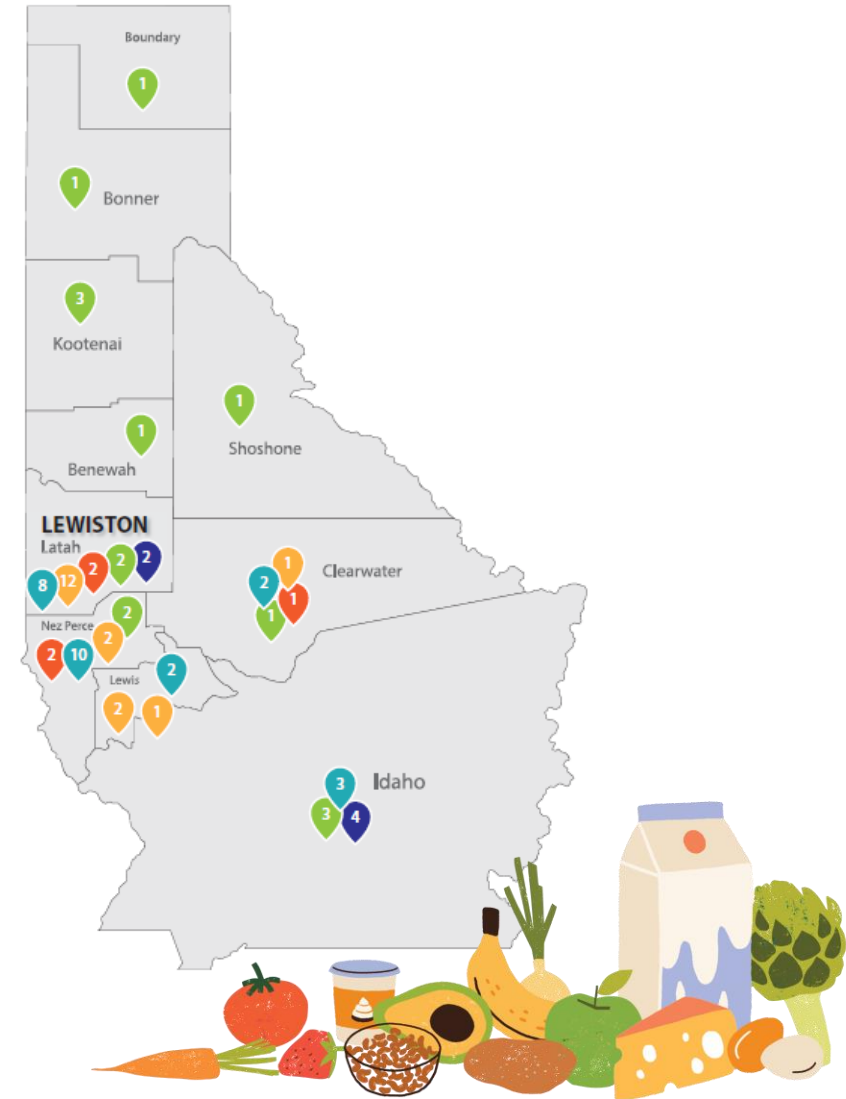 Boundary
1
1
Bonner
3
Kootenai
1
Shoshone
1
Benewah
LEWISTON
Latah
8 12 2 2 2
Clearwater
1
2
1
1
Nez Perce
2
2
2 10
Lewis
2
2 1
Idaho
3
3 4